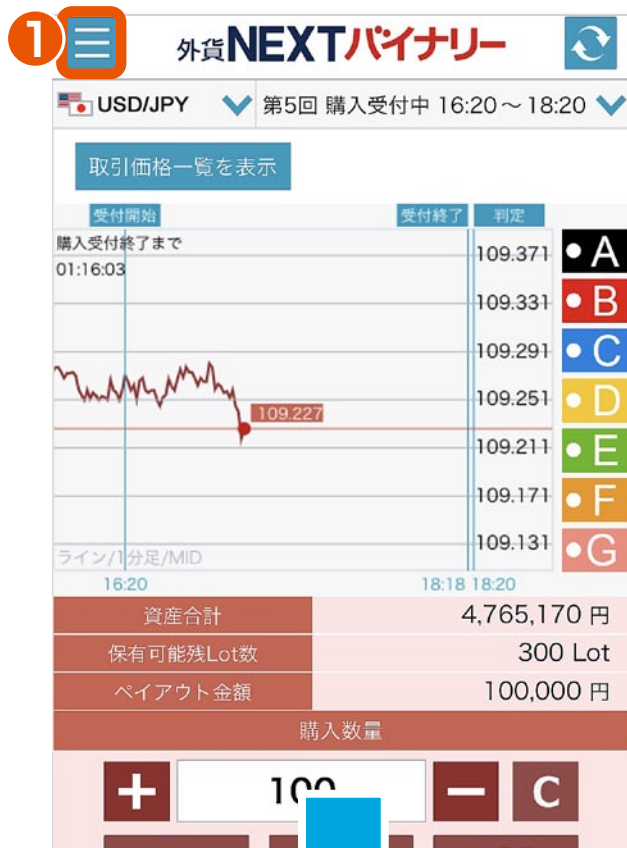 1
外貨NEXTバイナリー
USD/JPY 第5回 購入受付中 16:20～18:20
取引価格一覧を表示
受付開始 受付終了 判定
購入受付終了まで
01:16:03
109.371 A
109.331 B
109.291 C
109.251 D
109.227
109.211 E
109.171 F
109.131 G
ライン/1分足/MID
16:20 18:18 18:20
資産合計 4,765,170 円
保有可能残Lot数 300 Lot
ペイアウト金額 100,000 円
購入数量
+ 100 − C